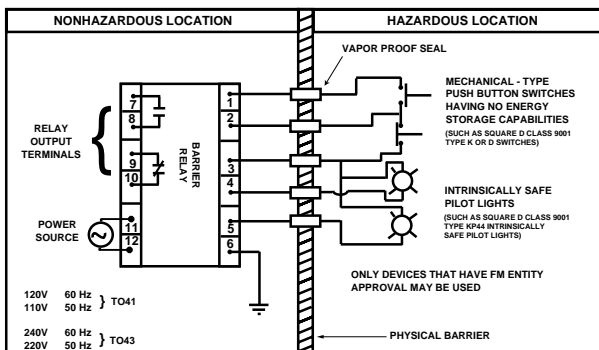 NONHAZARDOUS LOCATION
HAZARDOUS LOCATION
VAPOR PROOF SEAL
MECHANICAL - TYPE
PUSH BUTTON SWITCHES
HAVING NO ENERGY
STORAGE CAPABILITIES
(SUCH AS SQUARE D CLASS 9001
TYPE K OR D SWITCHES)
RELAY
OUTPUT
TERMINALS
7
8
9
10
11
12
BARRIER
RELAY
1
2
3
4
5
6
POWER
SOURCE
INTRINSICALLY SAFE
PILOT LIGHTS
(SUCH AS SQUARE D CLASS 9001
TYPE KP44 INTRINSICALLY
SAFE PILOT LIGHTS)
ONLY DEVICES THAT HAVE FM ENTITY
APPROVAL MAY BE USED
120V 60 Hz
110V 50 Hz } TO41
240V 60 Hz
220V 50 Hz } TO43
PHYSICAL BARRIER